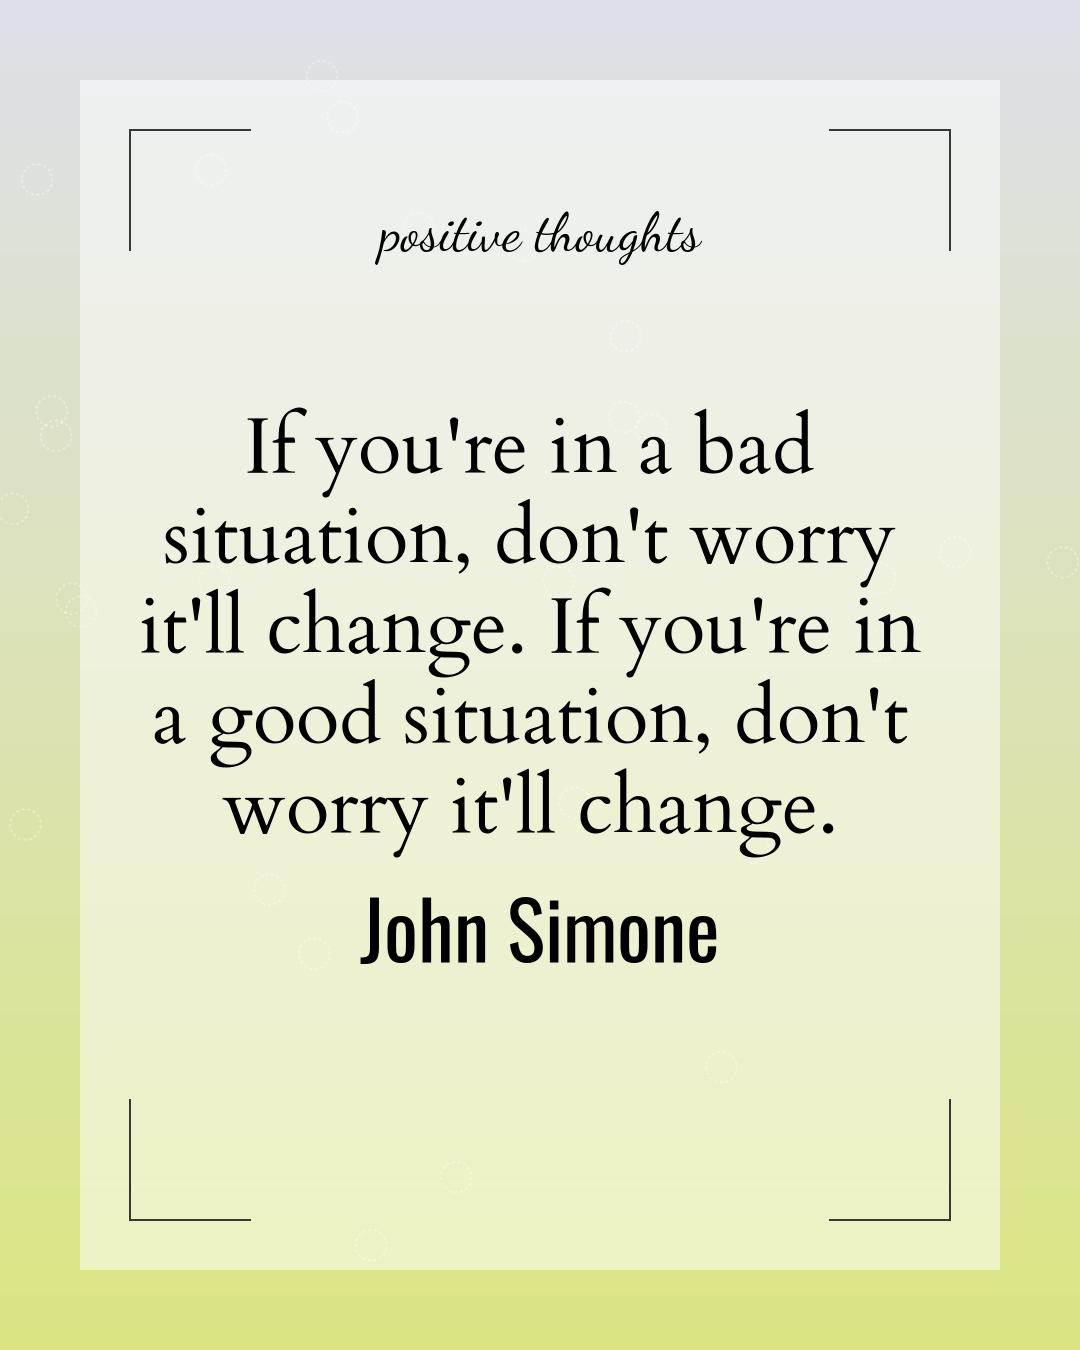 positive thoughts
If you're in a bad
situation, don't worry
it'll change. If you're in
a good situation, don't
worry it'll change.
John Simone